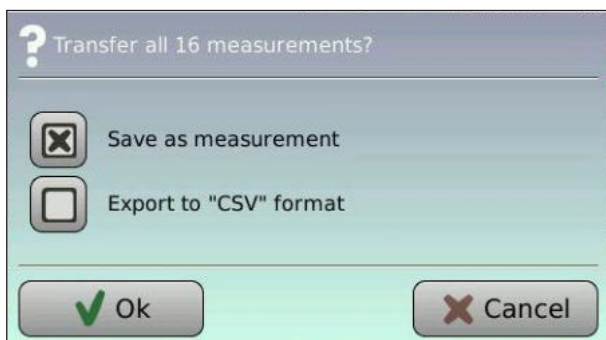 Transfer all 16 measurements?
Save as measurement
Export to "CSV" format
Ok
Cancel